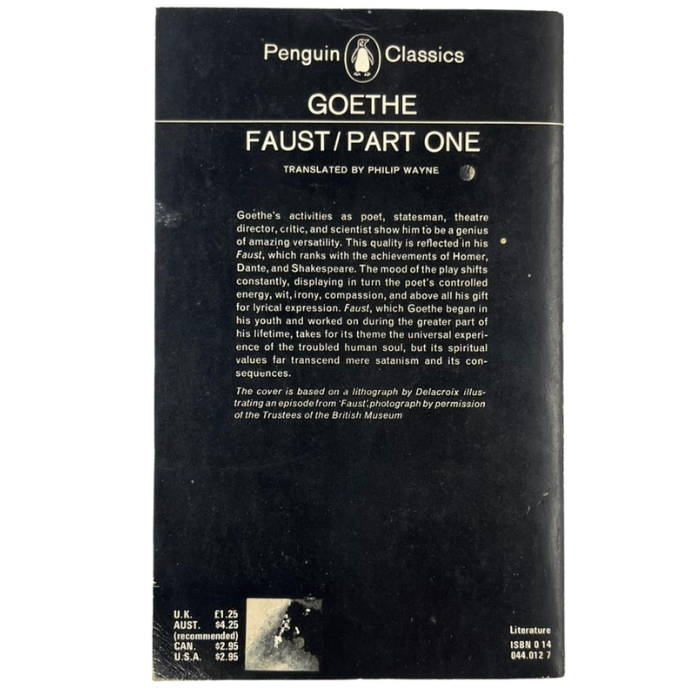 Penguin Classics
GOETHE
FAUST/PART ONE
TRANSLATED BY PHILIP WAYNE
Goethe's activities as poet, statesman, theatre
director, critic, and scientist show him to be a genius
of amazing versatility. This quality is reflected in his
Faust, which ranks with the achievements of Homer,
Dante, and Shakespeare. The mood of the play shifts
constantly, displaying in turn the poet's controlled
energy, wit, irony, compassion, and above all his gift
for lyrical expression. Faust, which Goethe began in
his youth and worked on during the greater part of
his lifetime, takes for its theme the universal experi-
ence of the troubled human soul, but its spiritual
values far transcend mere satanism and its con-
sequences.
The cover is based on a lithograph by Delacroix illus-
trating an episode from 'Faust', photograph by permission
of the Trustees of the British Museum
U.K. £1.25
AUST. $4.25
(recommended)
CAN. $2.95
U.S.A. $2.95
Literature
ISBN 0 14
044.012 7